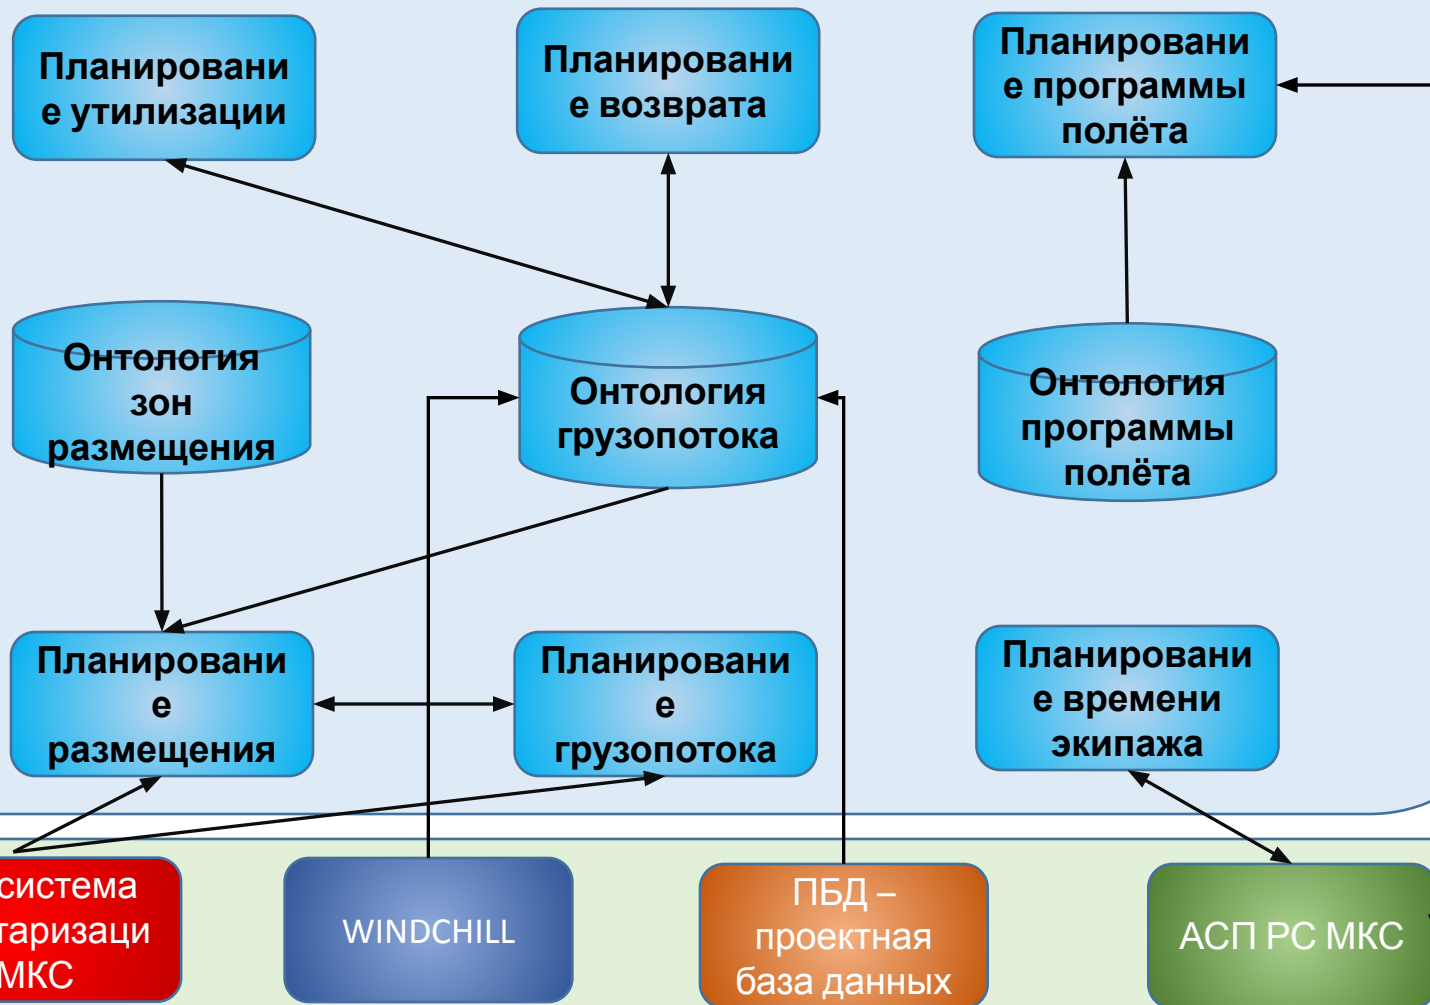 Планировани
е утилизации
Планировани
е возврата
Планировани
е программы
полёта
Онтология
зон
размещения
Онтология
грузопотока
Онтология
программы
полёта
Планировани
е
размещения
Планировани
е
грузопотока
Планировани
е времени
экипажа
система
таризаци
МКС
WINDCHILL
ПБД –
проектная
база данных
АСП РС МКС